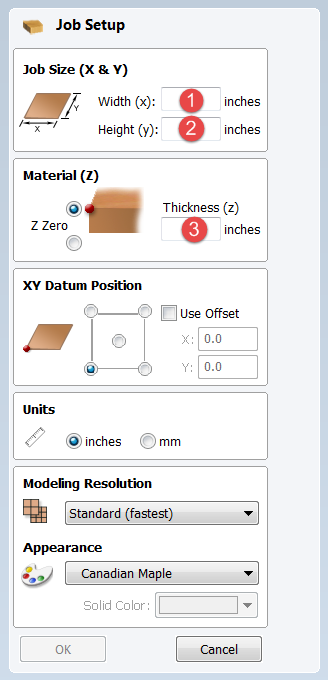 Job Setup
Job Size (X & Y)
Width (x): 1 inches
Height (y): 2 inches
Y
X
Material (Z)
Z Zero
Thickness (z)
3 inches
XY Datum Position
Use Offset
X: 0.0
Y: 0.0
Units
inches mm
Modeling Resolution
Standard (fastest)
Appearance
Canadian Maple
Solid Color:
OK Cancel